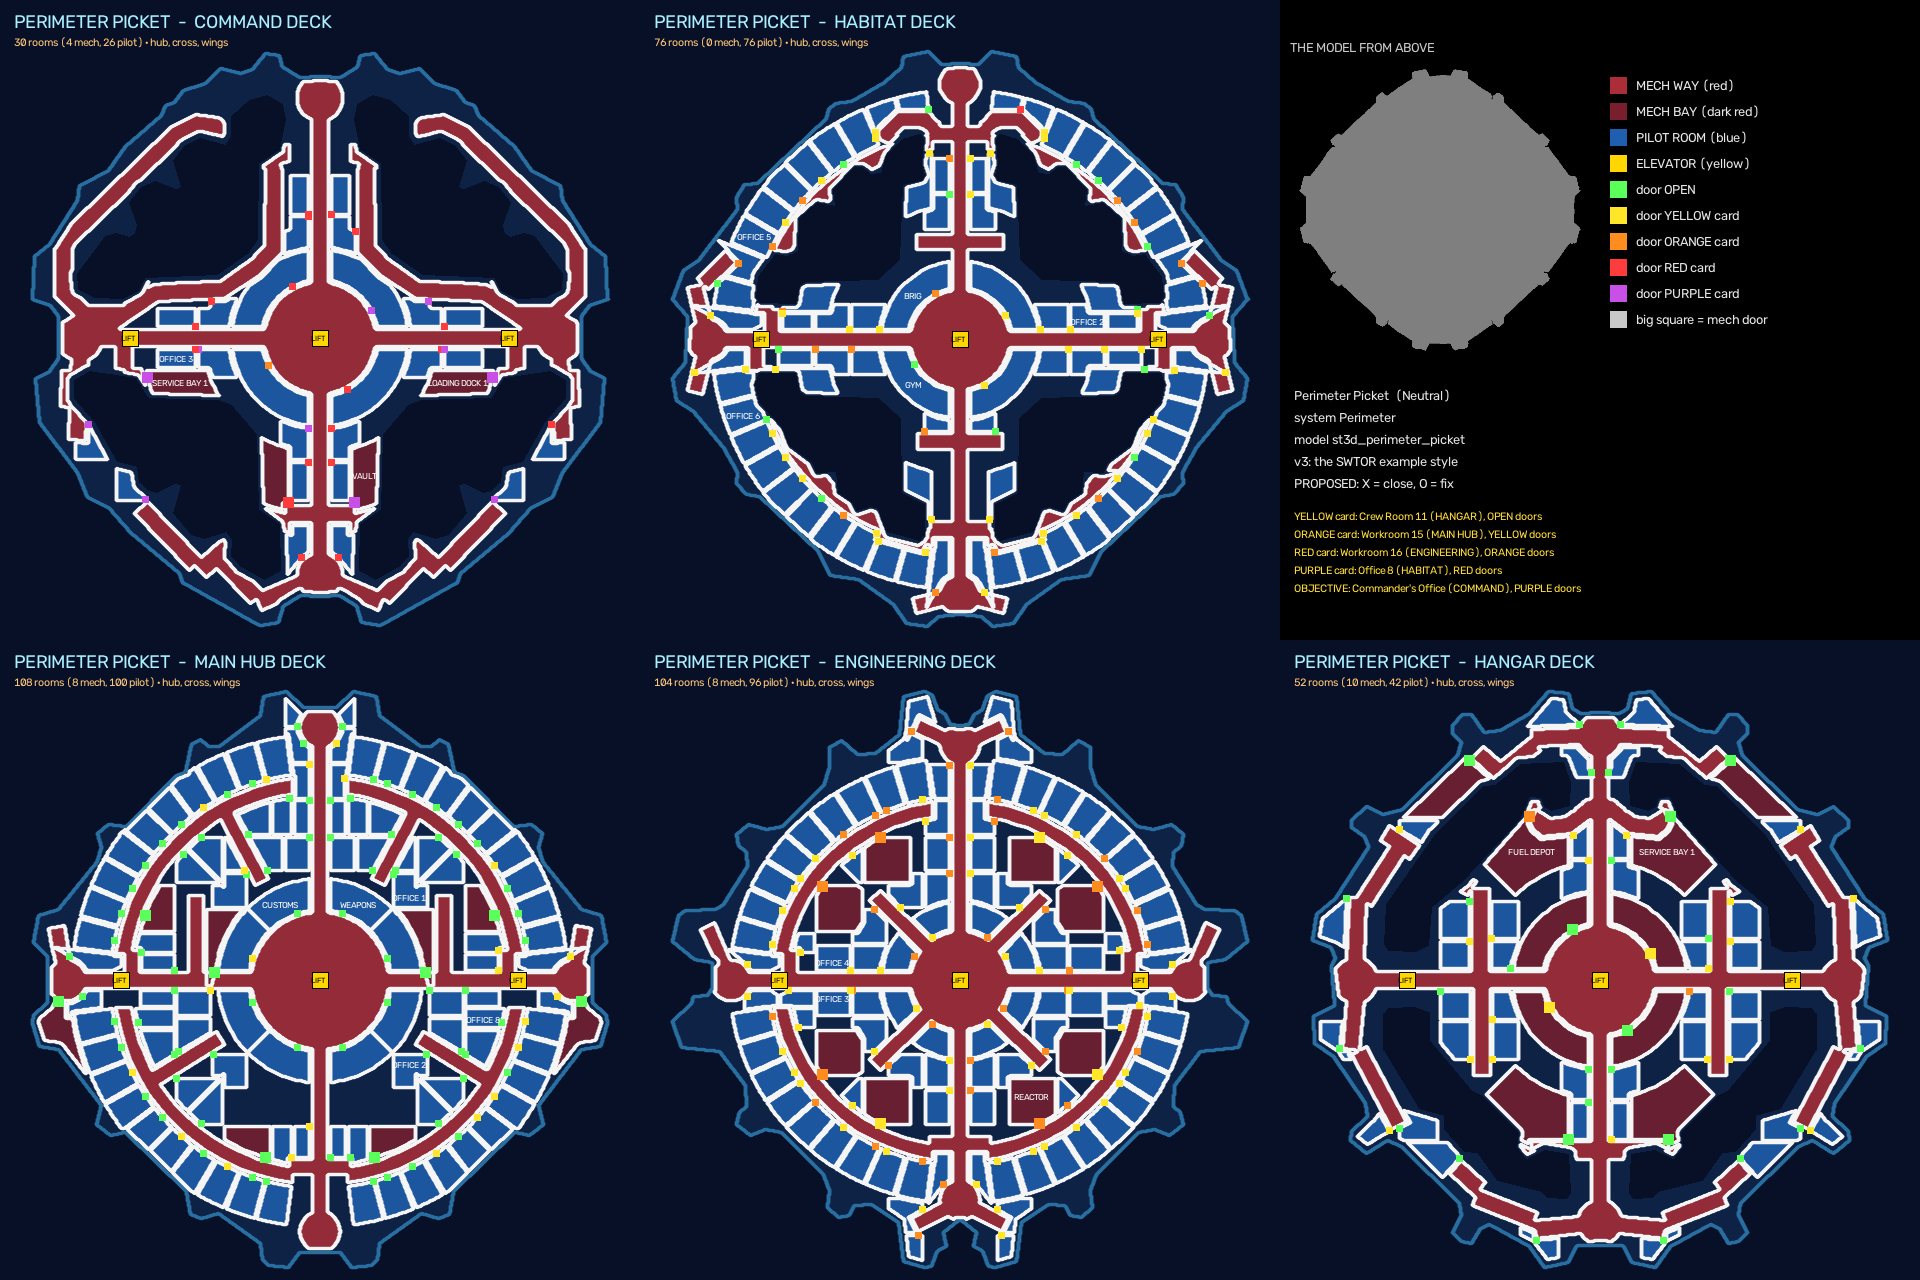 PERIMETER PICKET - COMMAND DECK
30 rooms (4 mech, 26 pilot) • hub, cross, wings
LIFT
LIFT
LIFT
OFFICE 3
SERVICE BAY 1
LOADING DOCK 1
VAULT
PERIMETER PICKET - HABITAT DECK
76 rooms (0 mech, 76 pilot) • hub, cross, wings
OFFICE 5
BRIG
OFFICE 2
LIFT
LIFT
LIFT
GYM
OFFICE 6
THE MODEL FROM ABOVE
MECH WAY (red)
MECH BAY (dark red)
PILOT ROOM (blue)
ELEVATOR (yellow)
door OPEN
door YELLOW card
door ORANGE card
door RED card
door PURPLE card
big square = mech door
Perimeter Picket (Neutral)
system Perimeter
model st3d_perimeter_picket
v3: the SWTOR example style
PROPOSED: X = close, O = fix
YELLOW card: Crew Room 11 (HANGAR), OPEN doors
ORANGE card: Workroom 15 (MAIN HUB), YELLOW doors
RED card: Workroom 16 (ENGINEERING), ORANGE doors
PURPLE card: Office 8 (HABITAT), RED doors
OBJECTIVE: Commander's Office (COMMAND), PURPLE doors
PERIMETER PICKET - MAIN HUB DECK
108 rooms (8 mech, 100 pilot) • hub, cross, wings
CUSTOMS
WEAPONS
OFFICE 1
LIFT
LIFT
LIFT
OFFICE 8
OFFICE 2
PERIMETER PICKET - ENGINEERING DECK
104 rooms (8 mech, 96 pilot) • hub, cross, wings
OFFICE 4
LIFT
LIFT
LIFT
OFFICE 3
REACTOR
PERIMETER PICKET - HANGAR DECK
52 rooms (10 mech, 42 pilot) • hub, cross, wings
FUEL DEPOT
SERVICE BAY 1
LIFT
LIFT
LIFT